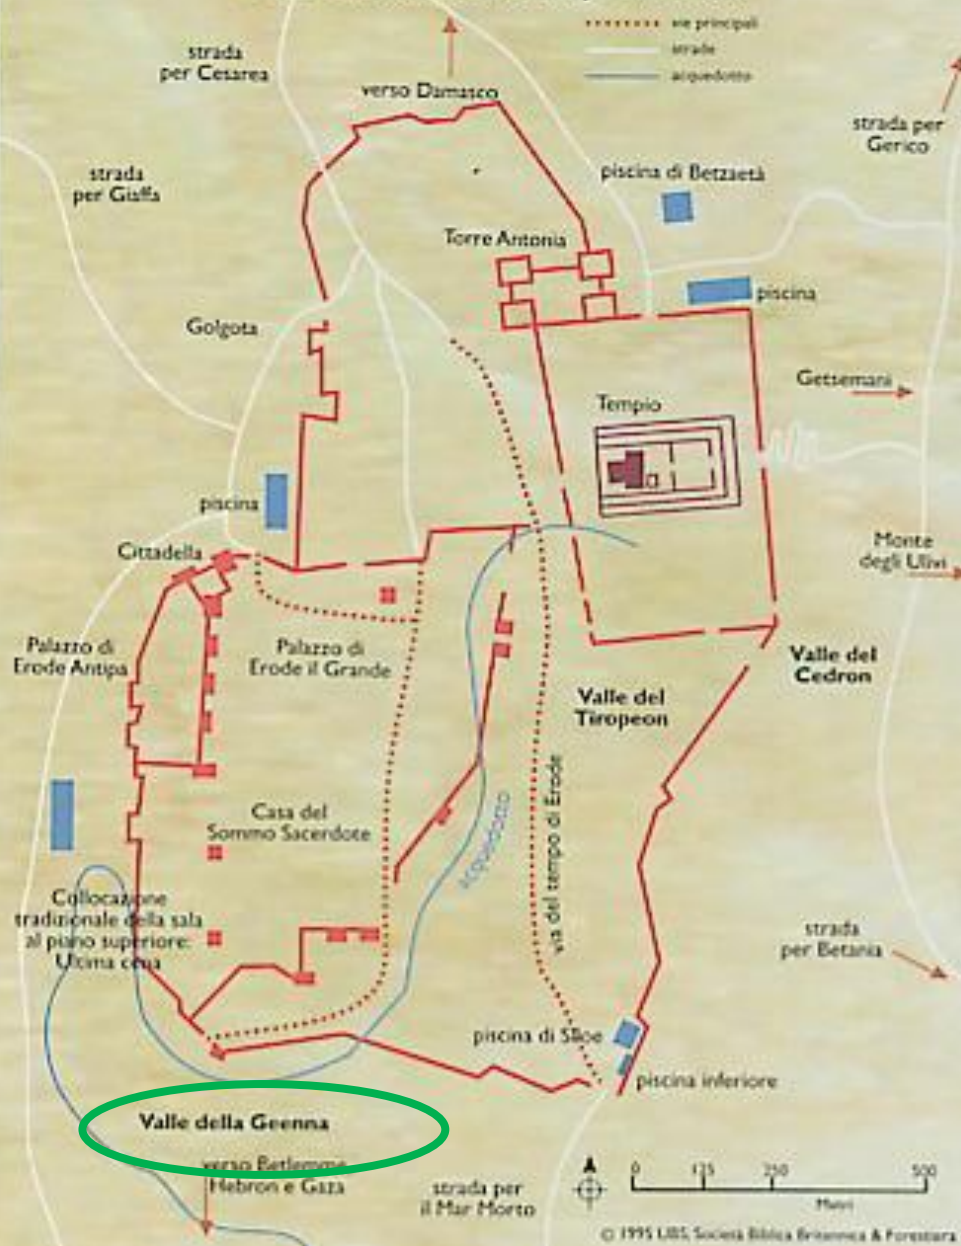 vie principali
strade
acquedotto
strada
per Cesarea
verso Damasco
strada per
Gerico
strada
per Giaffa
piscina di Betzaetà
Torre Antonia
piscina
Golgota
Getsemani
Tempio
piscina
Cittadella
Monte
degli Ulivi
Palazzo di
Erode Antipa
Palazzo di
Erode il Grande
Valle del
Cedron
Valle del
Tiropeon
via del tempo di Erode
acquedotto
Casa del
Sommo Sacerdote
Collocazione
tradizionale della sala
al piano superiore:
Ultima cena
strada
per Betania
piscina di Siloe
piscina inferiore
Valle della Geenna
verso Betlemme
Hebron e Gaza
strada per
il Mar Morto
0 125 250 500
Metri
© 1995 UBS, Società Biblica Britannica & Forestiera